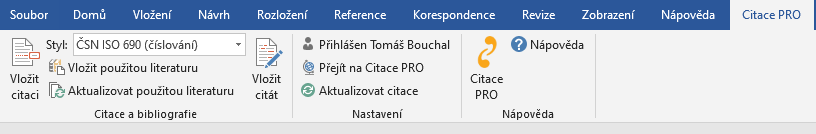 Soubor Domů Vložení Návrh Rozložení Reference Korespondence Revize Zobrazení Nápověda Citace PRO
Vložit citaci
Styl: ČSN ISO 690 (číslování)
Vložit použitou literaturu
Aktualizovat použitou literaturu
Vložit citát
Citace a bibliografie
Přihlášen Tomáš Bouchal
Přejít na Citace PRO
Aktualizovat citace
Nastavení
Citace PRO
Nápověda
Nápověda